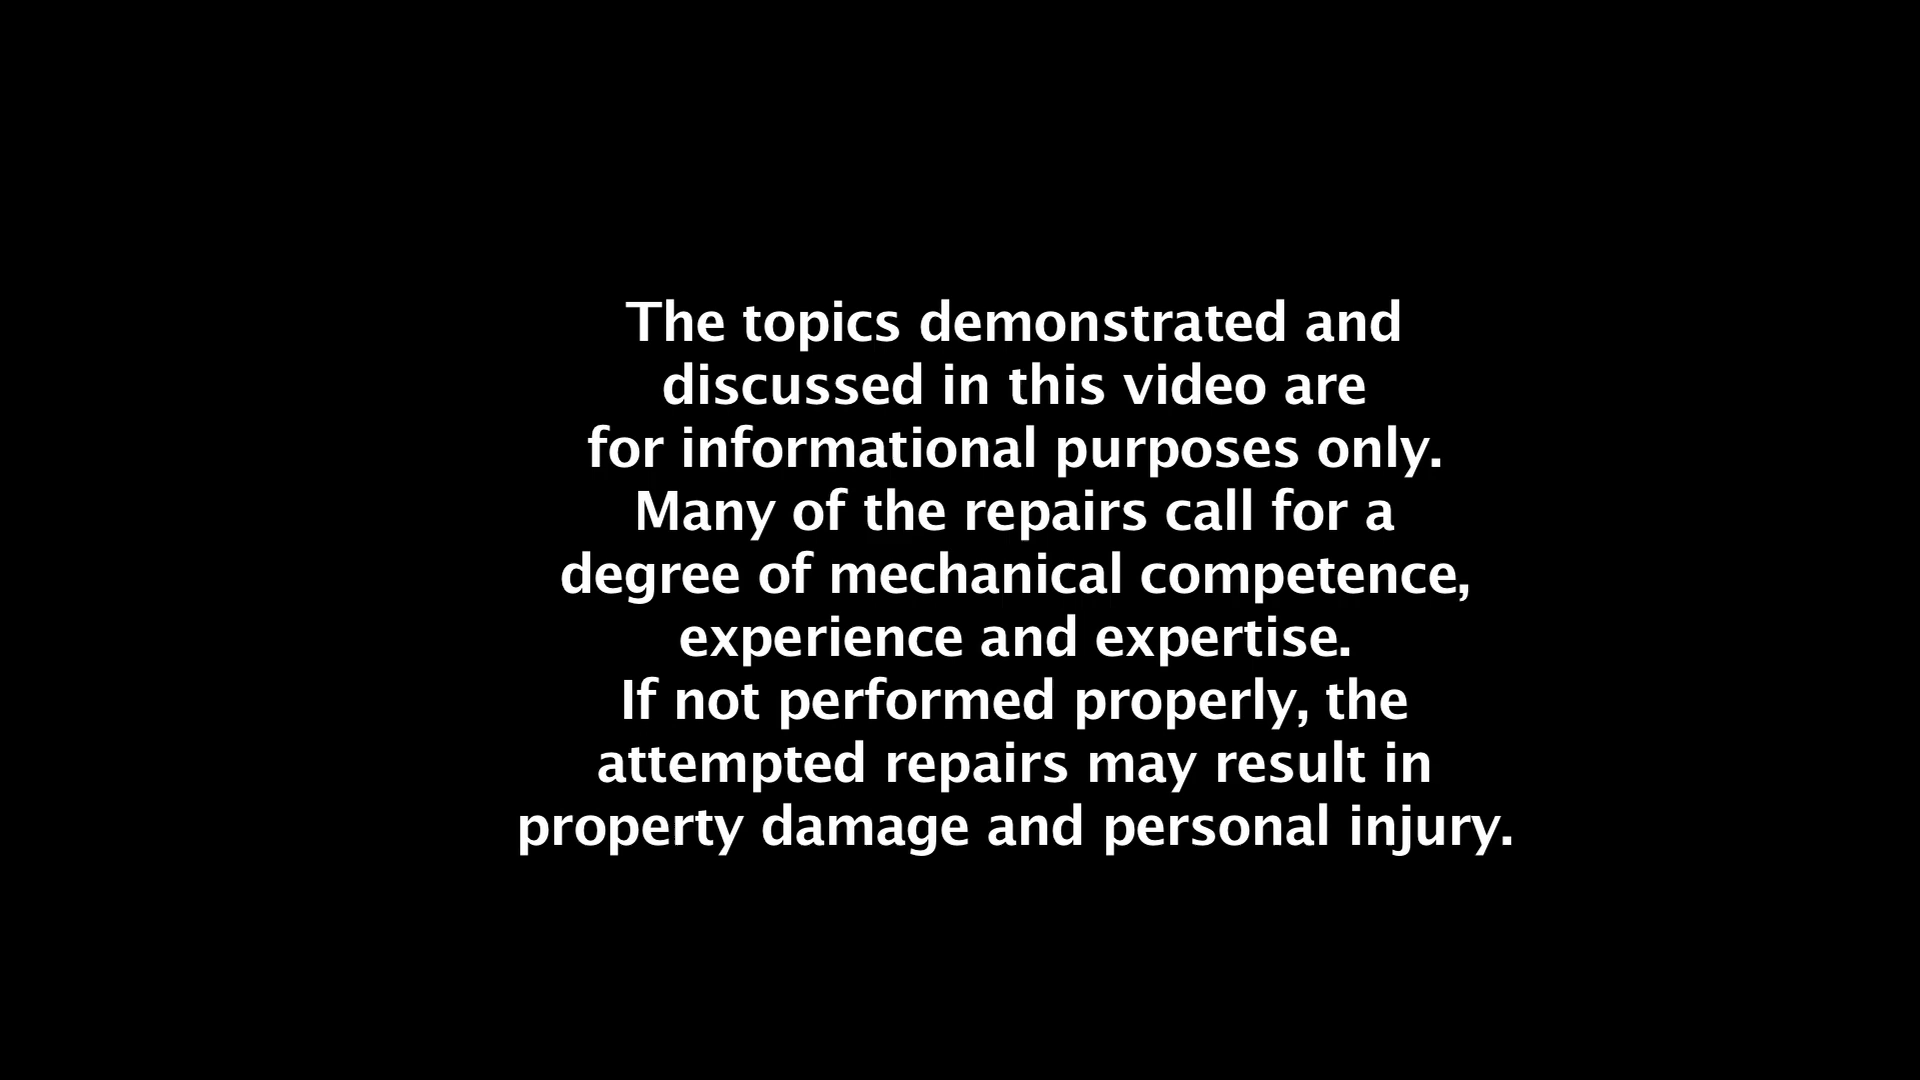 The topics demonstrated and
discussed in this video are
for informational purposes only.
Many of the repairs call for a
degree of mechanical competence,
experience and expertise.
If not performed properly, the
attempted repairs may result in
property damage and personal injury.